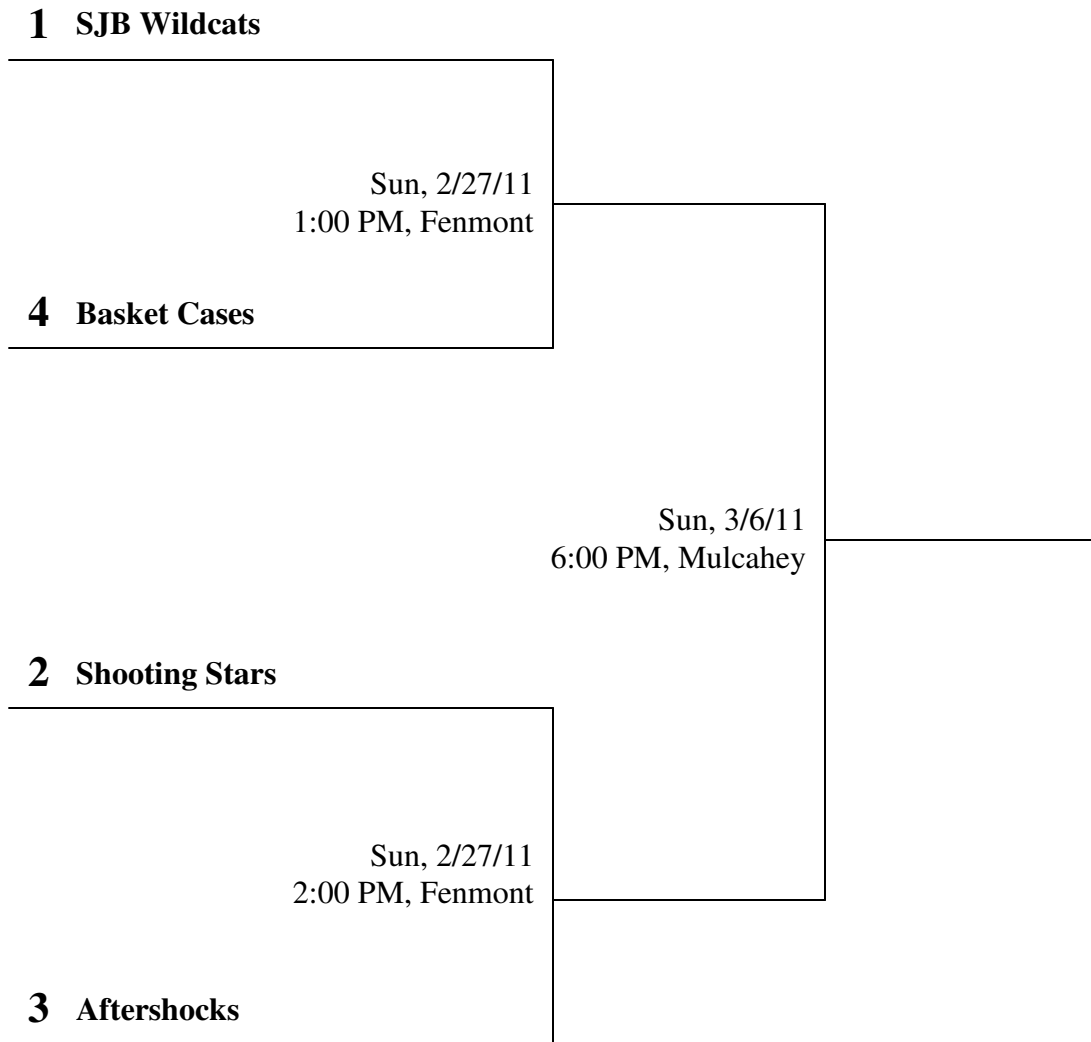 1 SJB Wildcats
Sun, 2/27/11
1:00 PM, Fenmont
4 Basket Cases
Sun, 3/6/11
6:00 PM, Mulcahey
2 Shooting Stars
Sun, 2/27/11
2:00 PM, Fenmont
3 Aftershocks